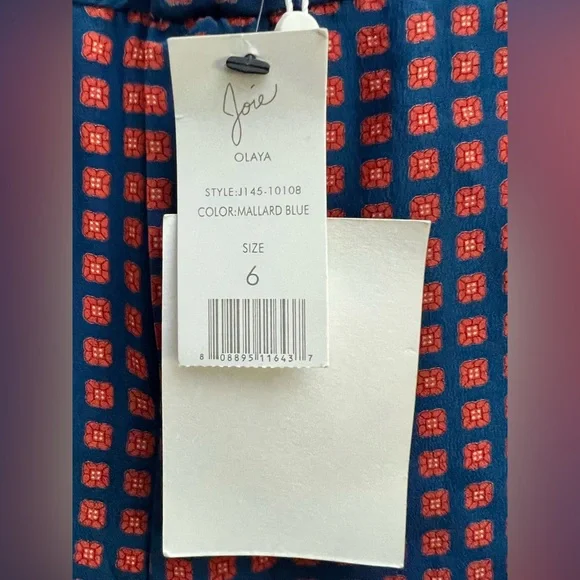 Joie
OLAYA
STYLE:J145-10108
COLOR:MALLARD BLUE
SIZE
6
8 08895 11643 7